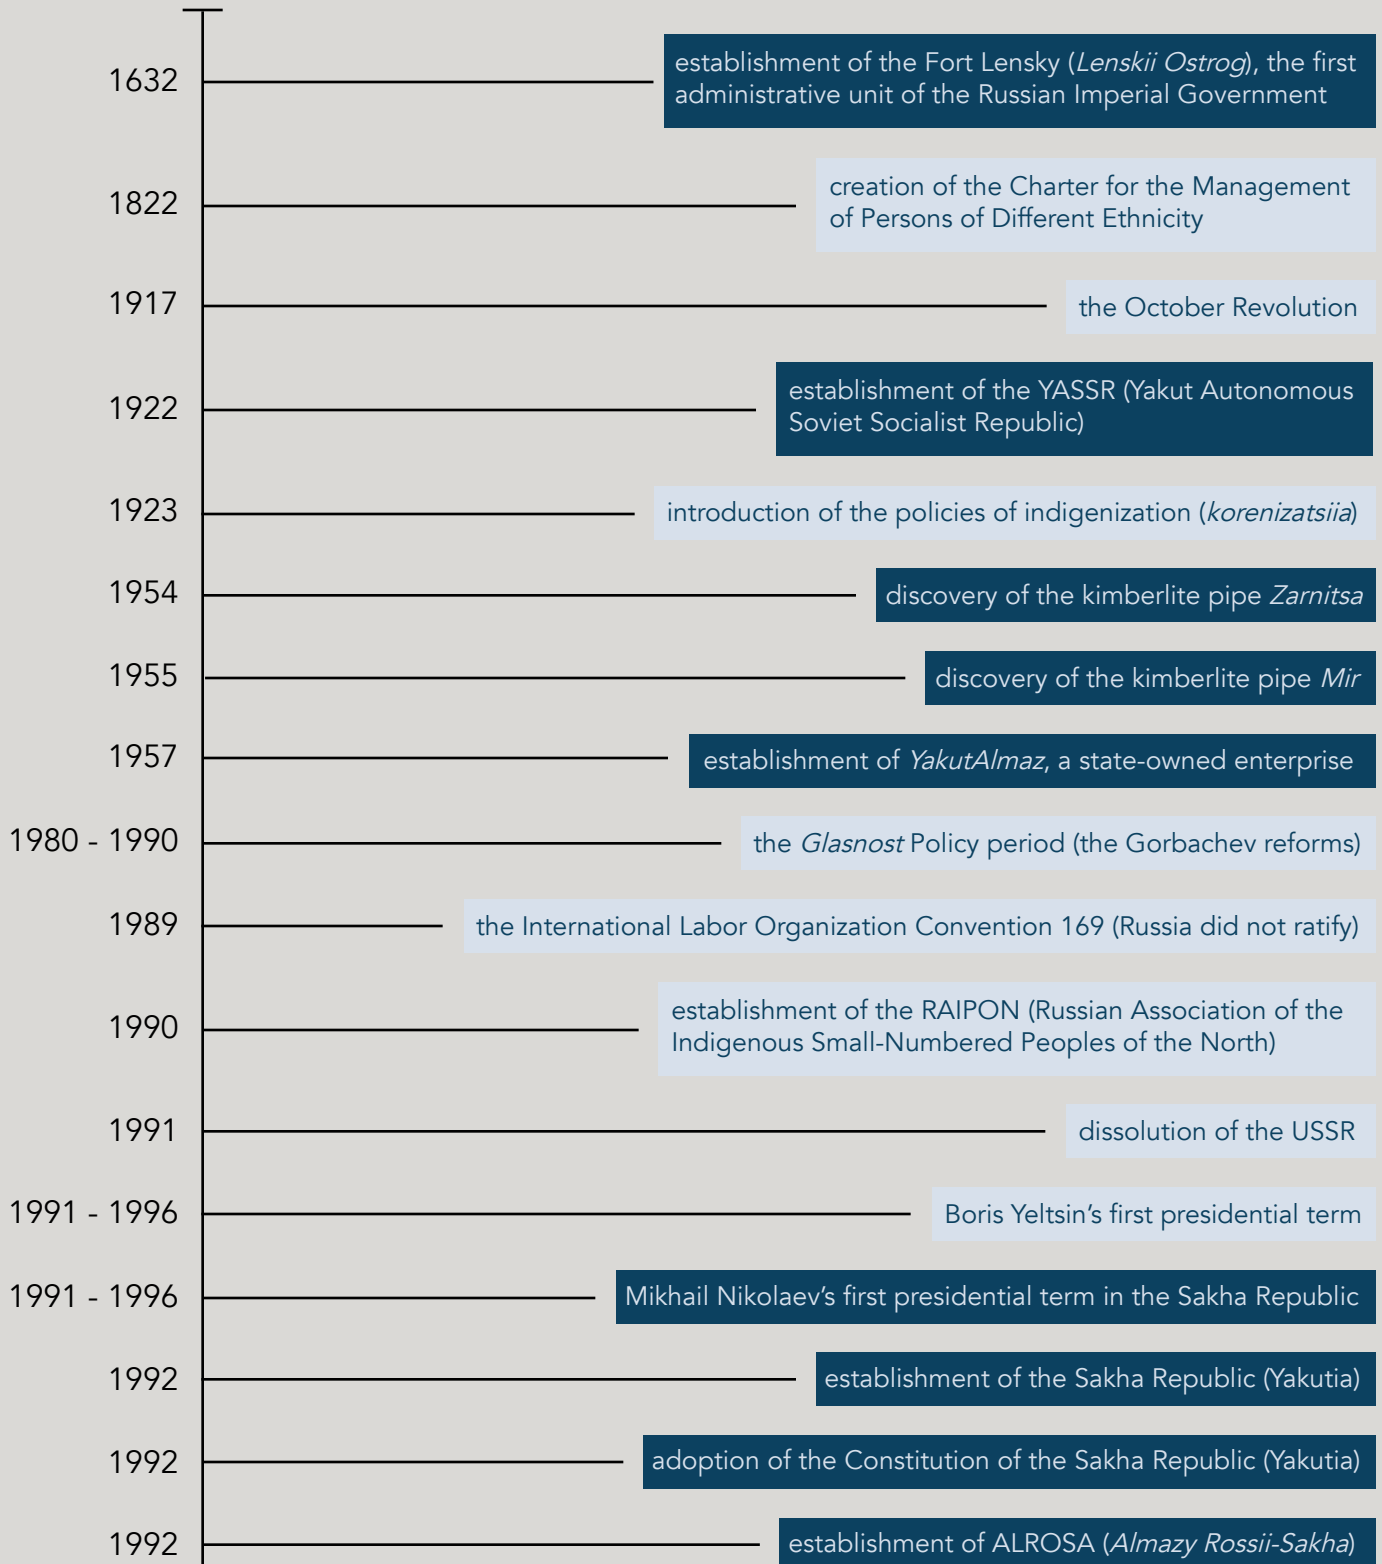 1632
establishment of the Fort Lensky (Lenskii Ostrog), the first
administrative unit of the Russian Imperial Government
1822
creation of the Charter for the Management
of Persons of Different Ethnicity
1917
the October Revolution
1922
establishment of the YASSR (Yakut Autonomous
Soviet Socialist Republic)
1923
introduction of the policies of indigenization (korenizatsiia)
1954
discovery of the kimberlite pipe Zarnitsa
1955
discovery of the kimberlite pipe Mir
1957
establishment of YakutAlmaz, a state-owned enterprise
1980 - 1990
the Glasnost Policy period (the Gorbachev reforms)
1989
the International Labor Organization Convention 169 (Russia did not ratify)
1990
establishment of the RAIPON (Russian Association of the
Indigenous Small-Numbered Peoples of the North)
1991
dissolution of the USSR
1991 - 1996
Boris Yeltsin’s first presidential term
1991 - 1996
Mikhail Nikolaev’s first presidential term in the Sakha Republic
1992
establishment of the Sakha Republic (Yakutia)
1992
adoption of the Constitution of the Sakha Republic (Yakutia)
1992
establishment of ALROSA (Almazy Rossii-Sakha)